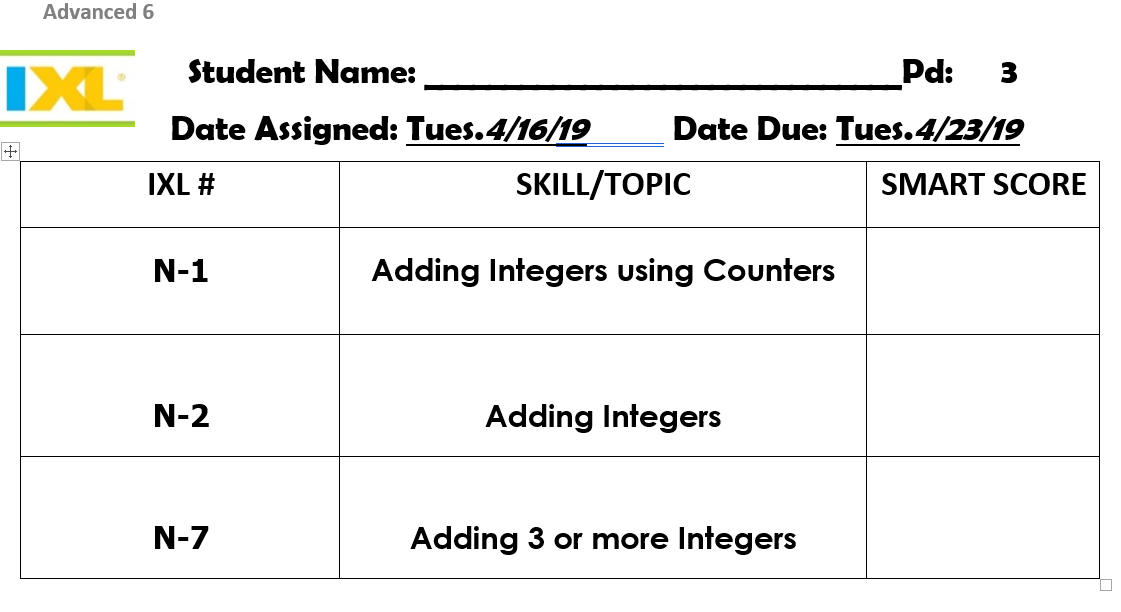 Advanced 6
IXL®
Student Name: ______________________________Pd: 3
Date Assigned: Tues.4/16/19 Date Due: Tues.4/23/19
IXL # SKILL/TOPIC SMART SCORE
N-1 Adding Integers using Counters
N-2 Adding Integers
N-7 Adding 3 or more Integers